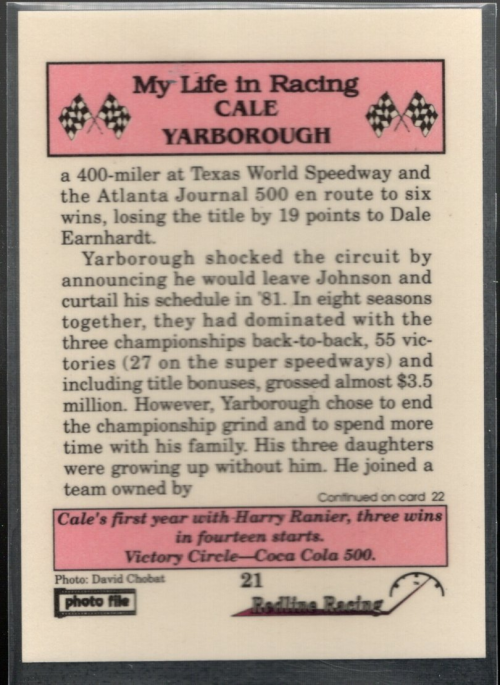 My Life in Racing
CALE
YARBOROUGH
a 400-miler at Texas World Speedway and
the Atlanta Journal 500 en route to six
wins, losing the title by 19 points to Dale
Earnhardt.
Yarborough shocked the circuit by
announcing he would leave Johnson and
curtail his schedule in '81. In eight seasons
together, they had dominated with the
three championships back-to-back, 55 vic-
tories (27 on the super speedways) and
including title bonuses, grossed almost $3.5
million. However, Yarborough chose to end
the championship grind and to spend more
time with his family. His three daughters
were growing up without him. He joined a
team owned by
Continued on card 22
Cale's first year with Harry Ranier, three wins
in fourteen starts.
Victory Circle—Coca Cola 500.
Photo: David Chobat
photo file
21
Redline Racing